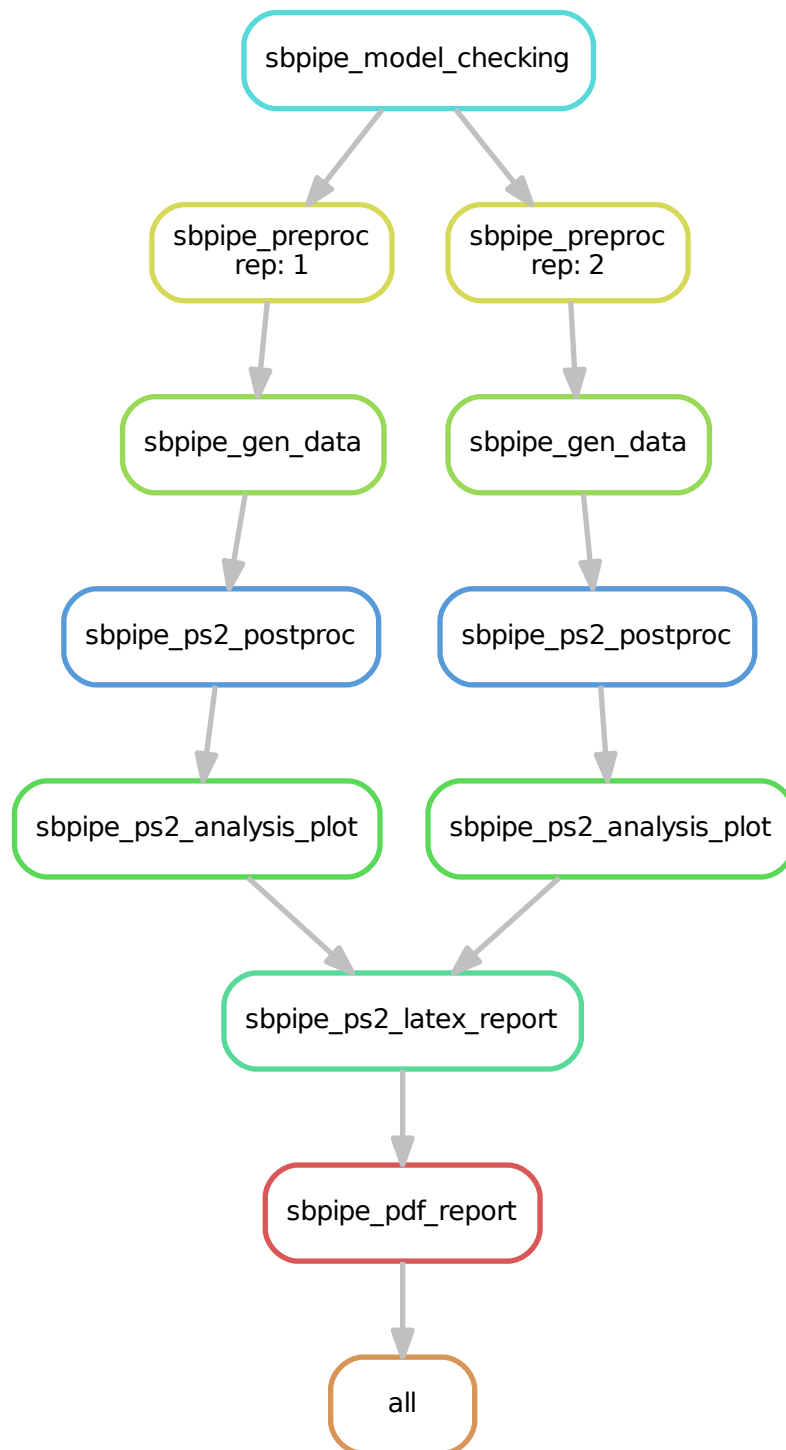 sbpipe_model_checking
sbpipe_preproc
rep: 1
sbpipe_preproc
rep: 2
sbpipe_gen_data
sbpipe_gen_data
sbpipe_ps2_postproc
sbpipe_ps2_postproc
sbpipe_ps2_analysis_plot
sbpipe_ps2_analysis_plot
sbpipe_ps2_latex_report
sbpipe_pdf_report
all